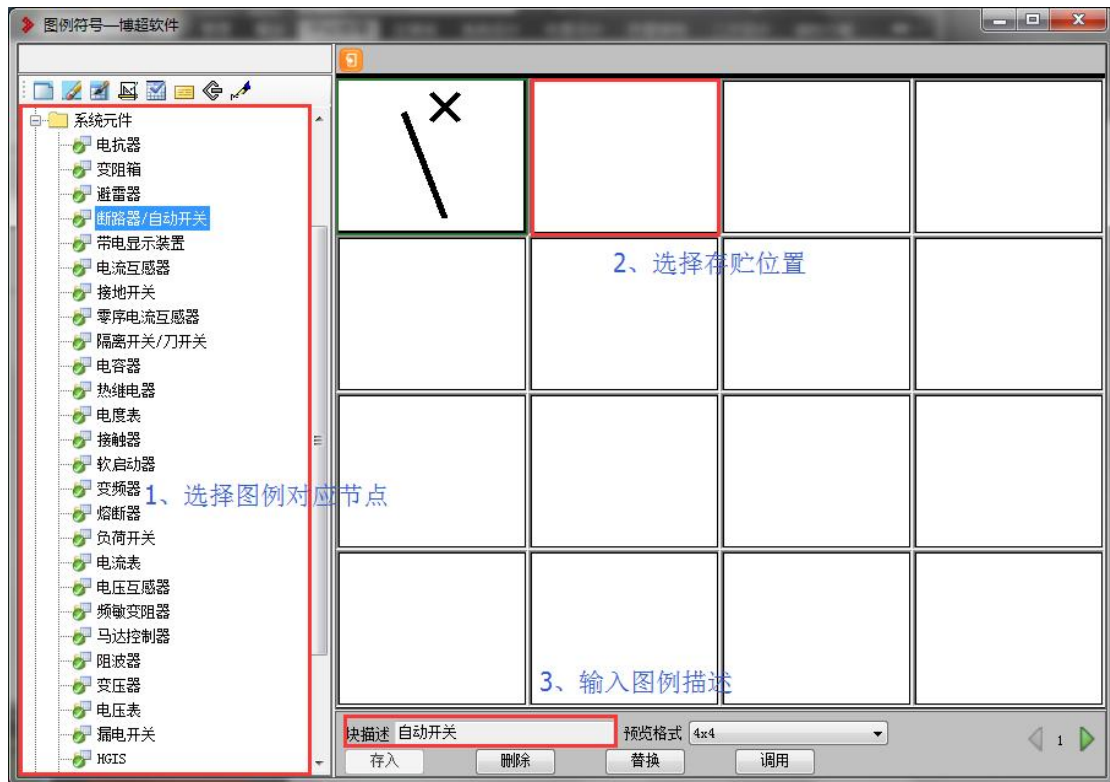 图例符号—博超软件
系统元件
电抗器
变阻箱
避雷器
断路器/自动开关
带电显示装置
电流互感器
接地开关
零序电流互感器
隔离开关/刀开关
电容器
热继电器
电度表
接触器
软启动器
变频器
熔断器
负荷开关
电流表
电压互感器
频敏变阻器
马达控制器
阻波器
变压器
电压表
漏电开关
HGIS
1、选择图例对应节点
2、选择存贮位置
3、输入图例描述
块描述 自动开关 预览格式 4x4 1
存入 删除 替换 调用